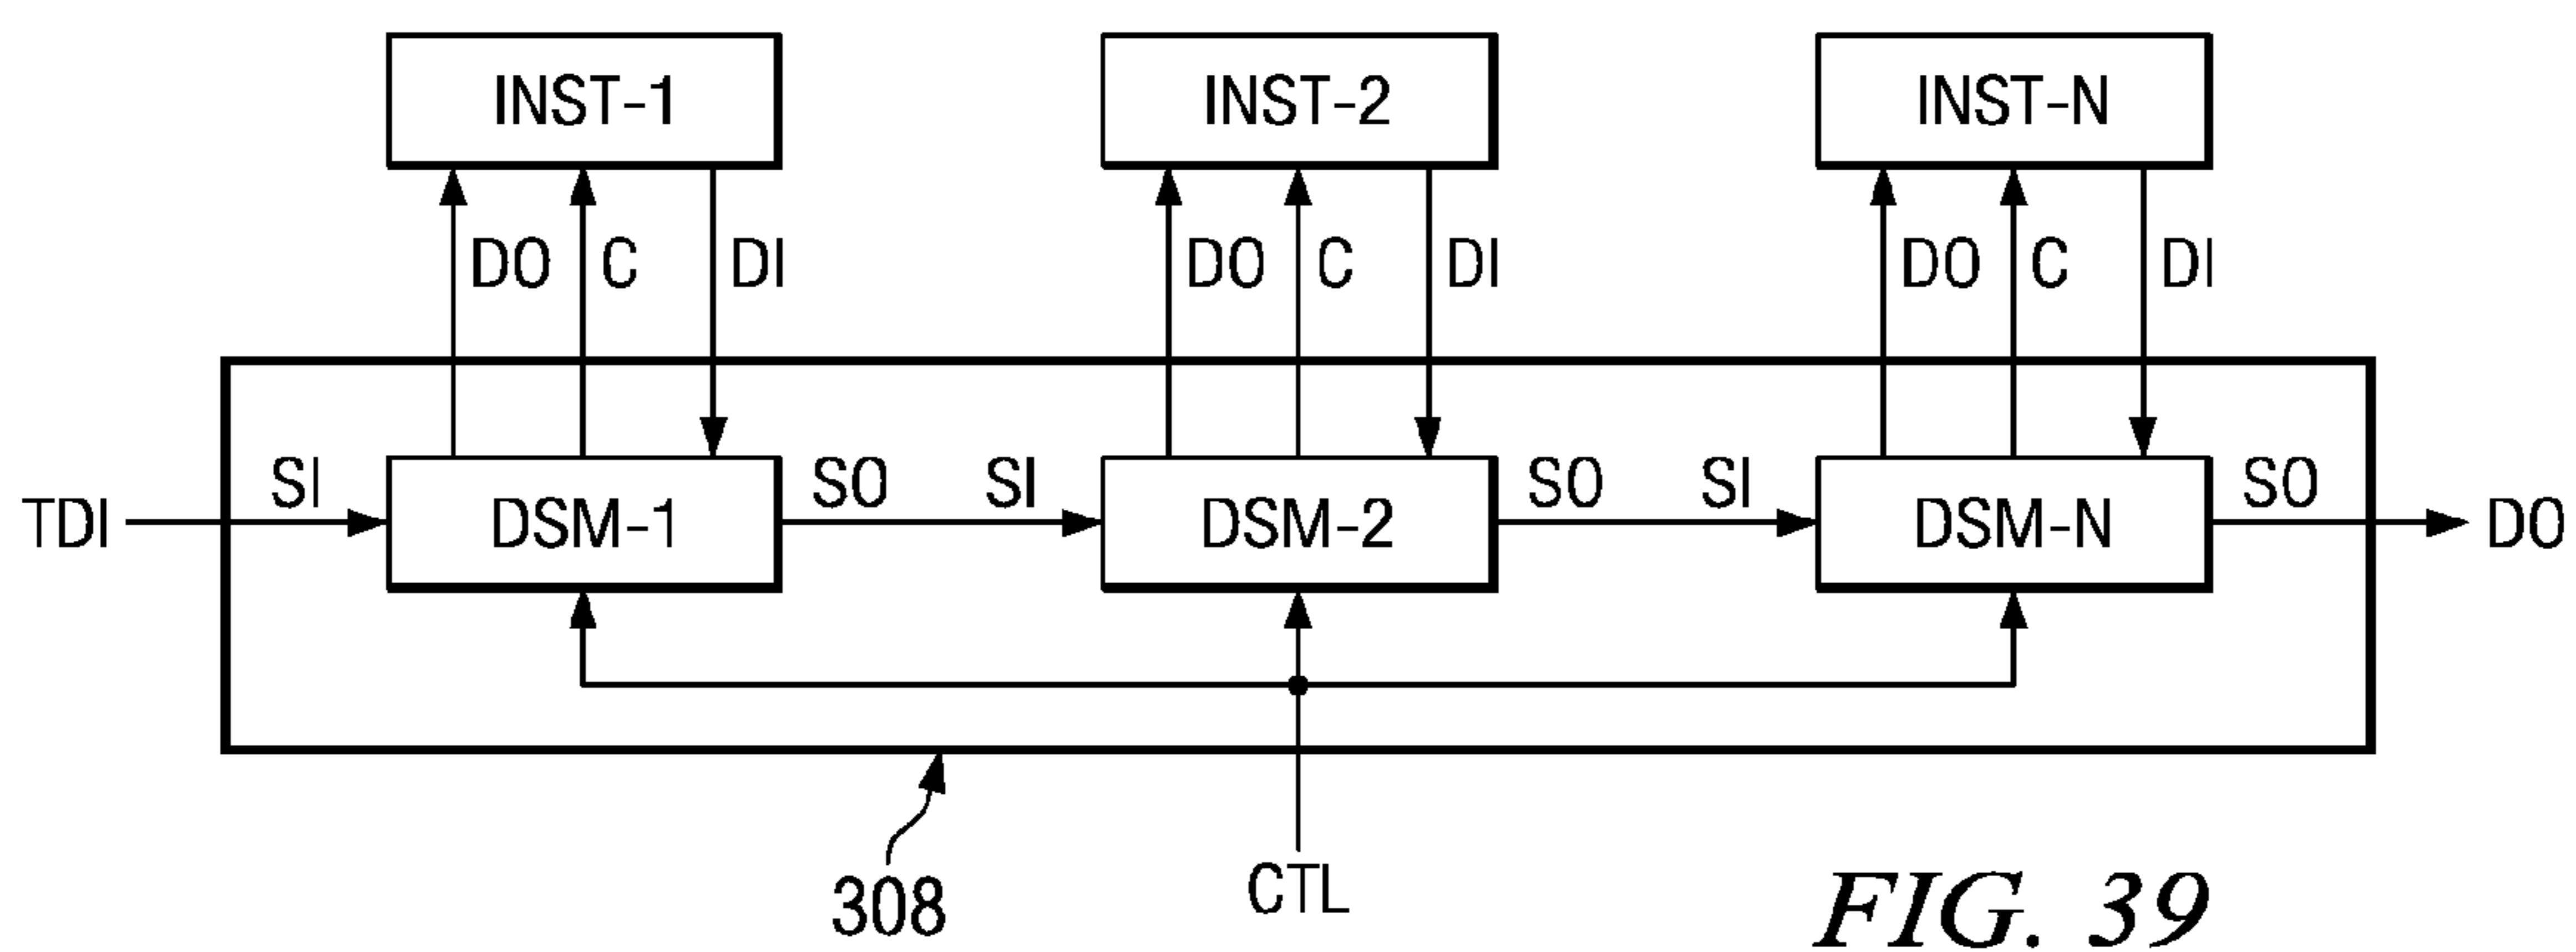 INST-1 INST-2 INST-N
DO C DI DO C DI DO C DI
SI SO SI SO SI SO
TDI DSM-1 DSM-2 DSM-N DO
308 CTL
FIG. 39